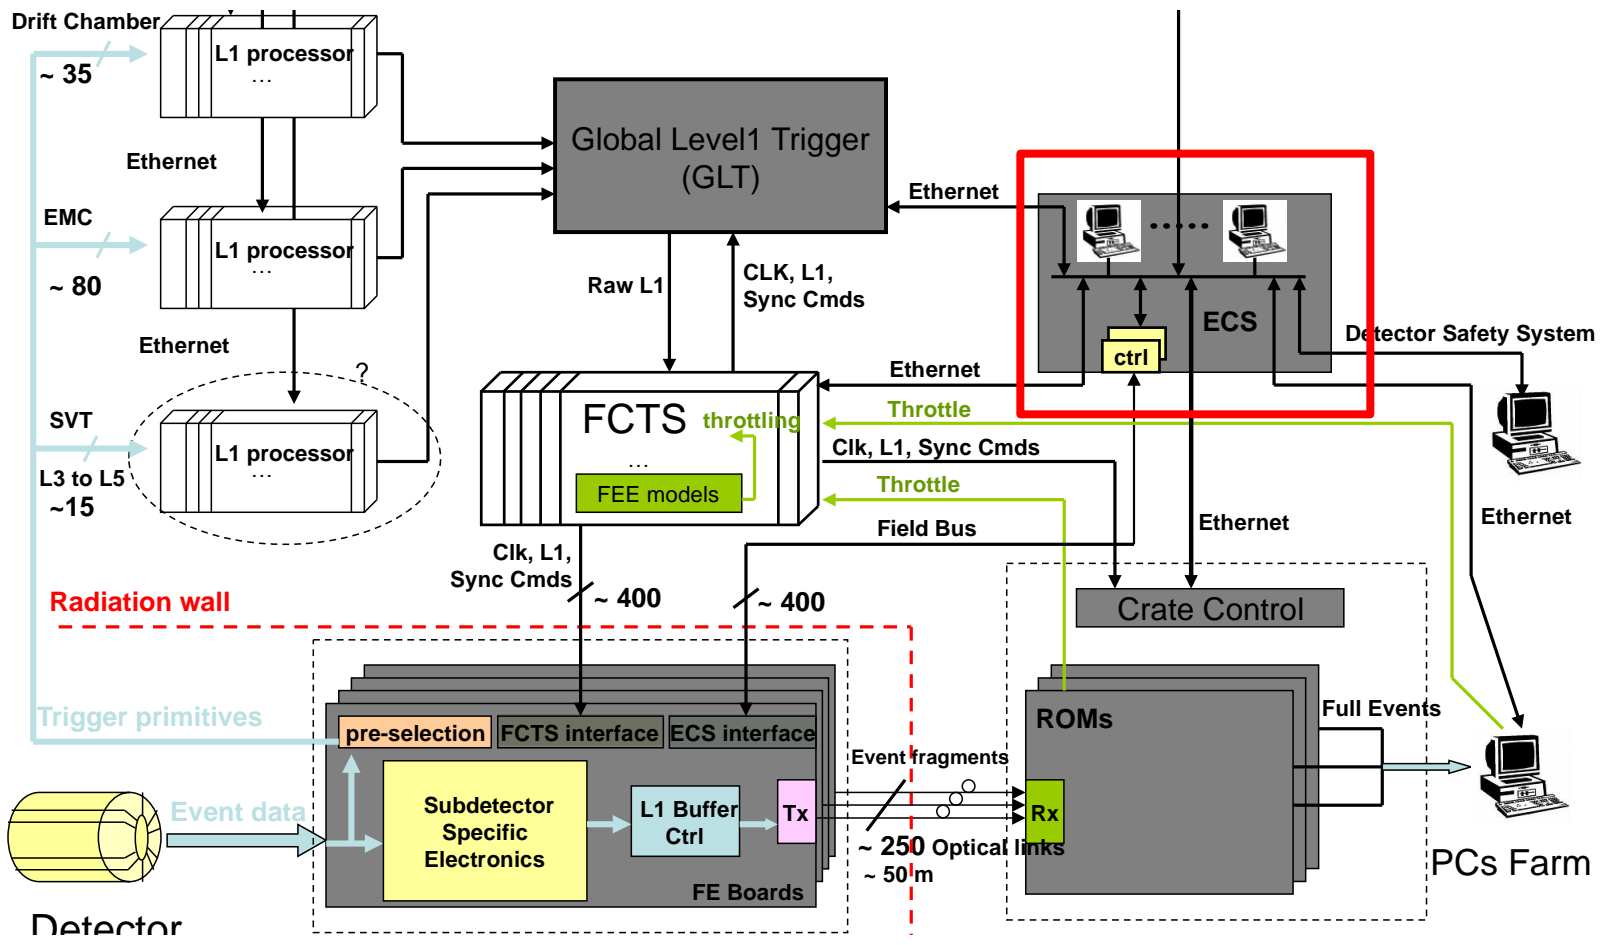 Drift Chamber
L1 processor
...
~ 35
Ethernet
EMC
L1 processor
...
~ 80
Ethernet
?
SVT
L1 processor
...
L3 to L5
~15
Global Level1 Trigger
(GLT)
Ethernet
Raw L1
CLK, L1,
Sync Cmds
ECS
ctrl
Detector Safety System
Ethernet
FCTS
throttling
...
FEE models
Throttle
Clk, L1, Sync Cmds
Throttle
Field Bus
Ethernet
Ethernet
Clk, L1,
Sync Cmds
~ 400
~ 400
Radiation wall
Crate Control
Trigger primitives
pre-selection
FCTS interface
ECS interface
Event data
Subdetector
Specific
Electronics
L1 Buffer
Ctrl
Tx
FE Boards
Event fragments
~ 250 Optical links
~ 50 m
ROMs
Rx
Full Events
PCs Farm
Detector